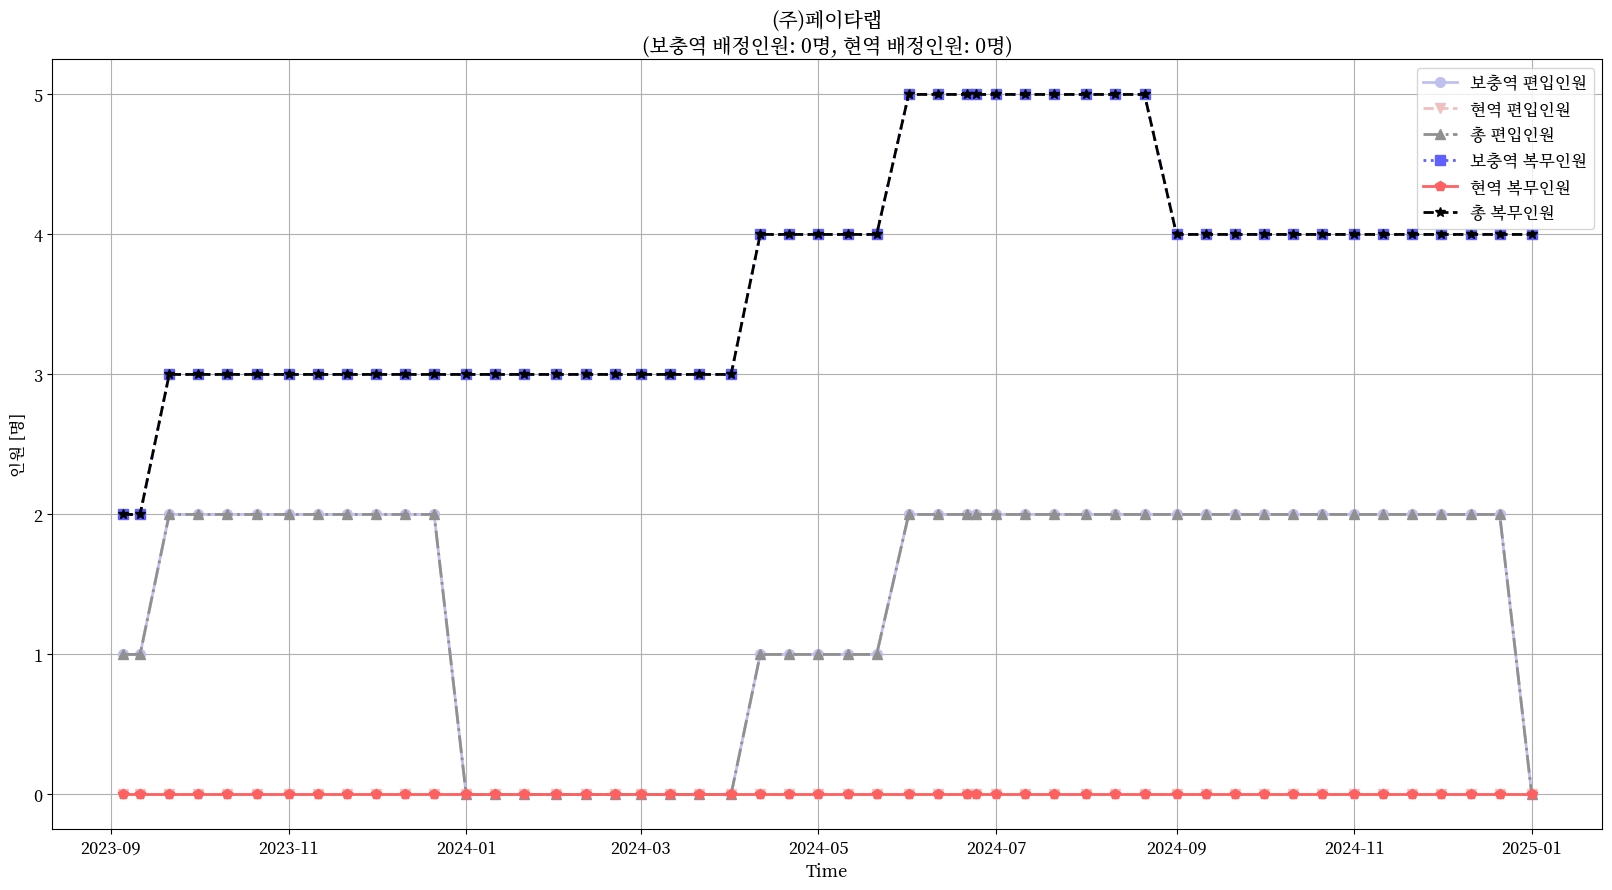 (주)페이타랩
(보충역 배정인원: 0명, 현역 배정인원: 0명)
보충역 편입인원
현역 편입인원
총 편입인원
보충역 복무인원
현역 복무인원
총 복무인원
인원 [명]
5
4
3
2
1
0
2023-09 2023-11 2024-01 2024-03 2024-05 2024-07 2024-09 2024-11 2025-01
Time